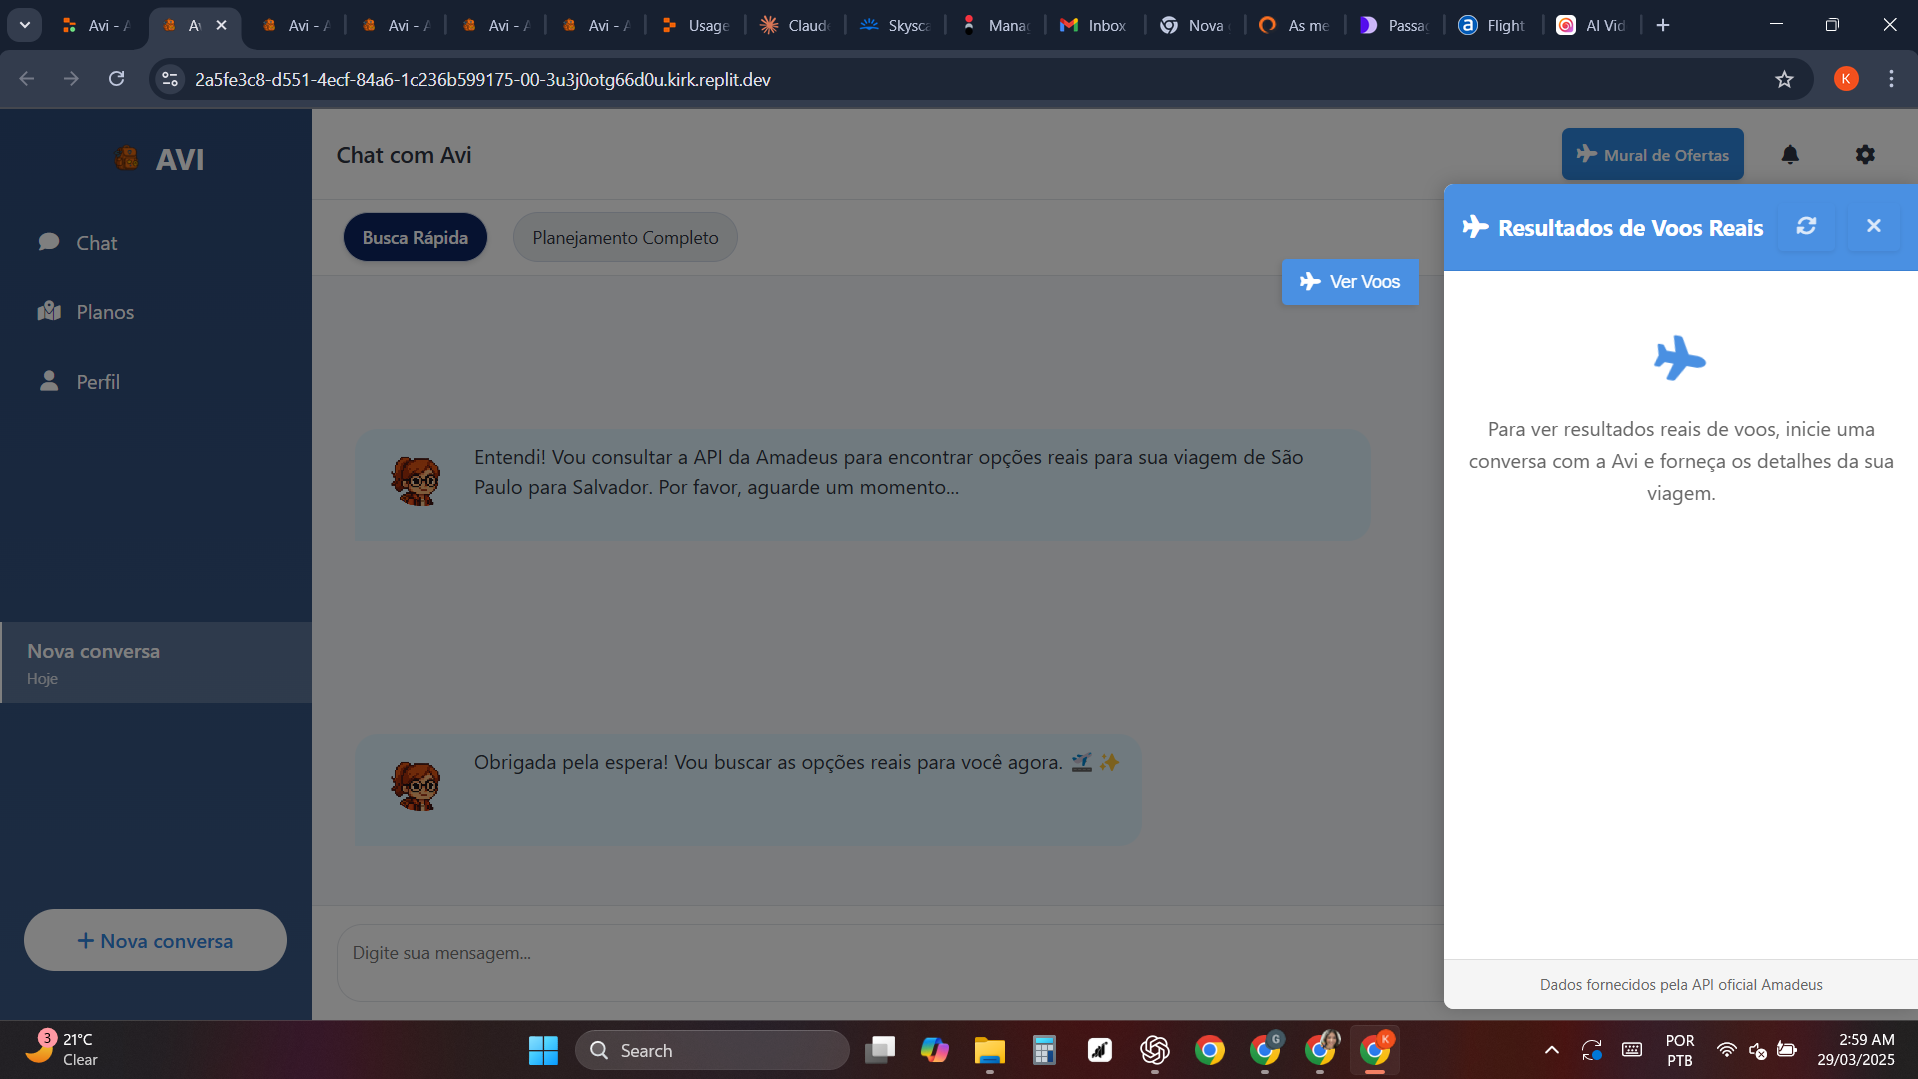 Avi - A
Av
Avi - A
Avi - A
Avi - A
Avi - A
Usage
Claude
Skysca
Manag
Inbox
Nova
As me
Passag
Flight
AI Vid
2a5fe3c8-d551-4ecf-84a6-1c236b599175-00-3u3j0otg66d0u.kirk.replit.dev
K
AVI
Chat
Planos
Perfil
Nova conversa
Hoje
+ Nova conversa
Chat com Avi
Mural de Ofertas
Busca Rápida
Planejamento Completo
Ver Voos
Entendi! Vou consultar a API da Amadeus para encontrar opções reais para sua viagem de São
Paulo para Salvador. Por favor, aguarde um momento...
Obrigada pela espera! Vou buscar as opções reais para você agora. 🛫 ✨
Digite sua mensagem...
Resultados de Voos Reais
Para ver resultados reais de voos, inicie uma
conversa com a Avi e forneça os detalhes da sua
viagem.
Dados fornecidos pela API oficial Amadeus
3
21°C
Clear
Search
G
K
POR
PTB
2:59 AM
29/03/2025